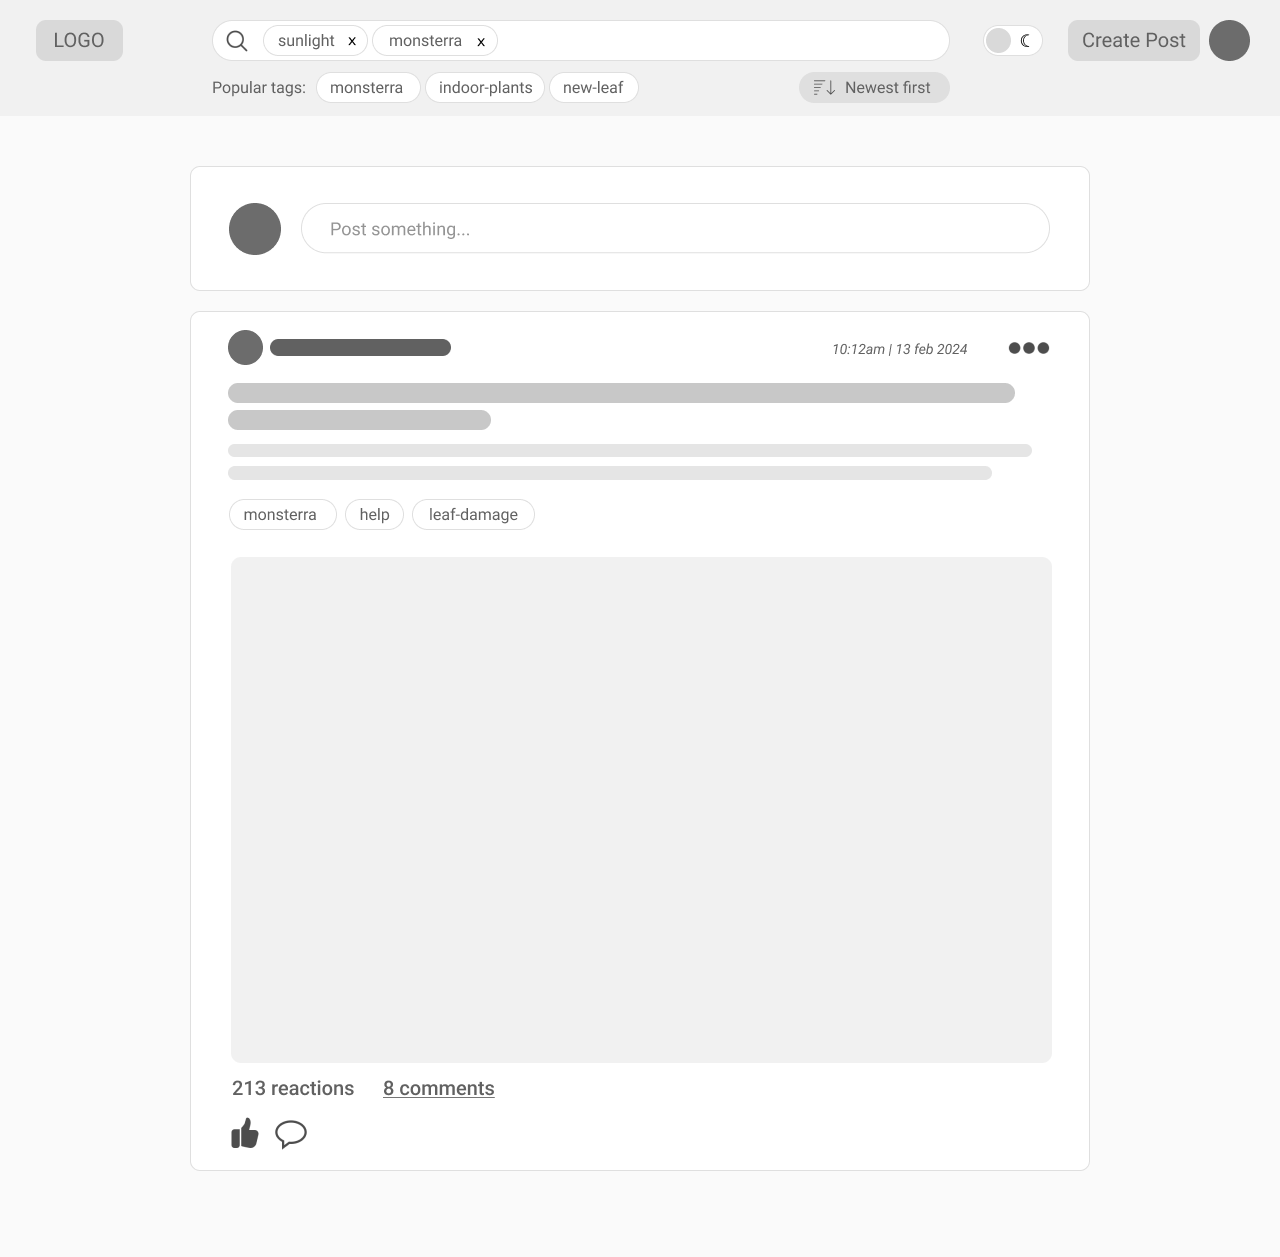 LOGO
sunlight x monsterra x
Create Post
Popular tags: monsterra indoor-plants new-leaf
Newest first
Post something...
10:12am | 13 feb 2024
monsterra help leaf-damage
213 reactions 8 comments